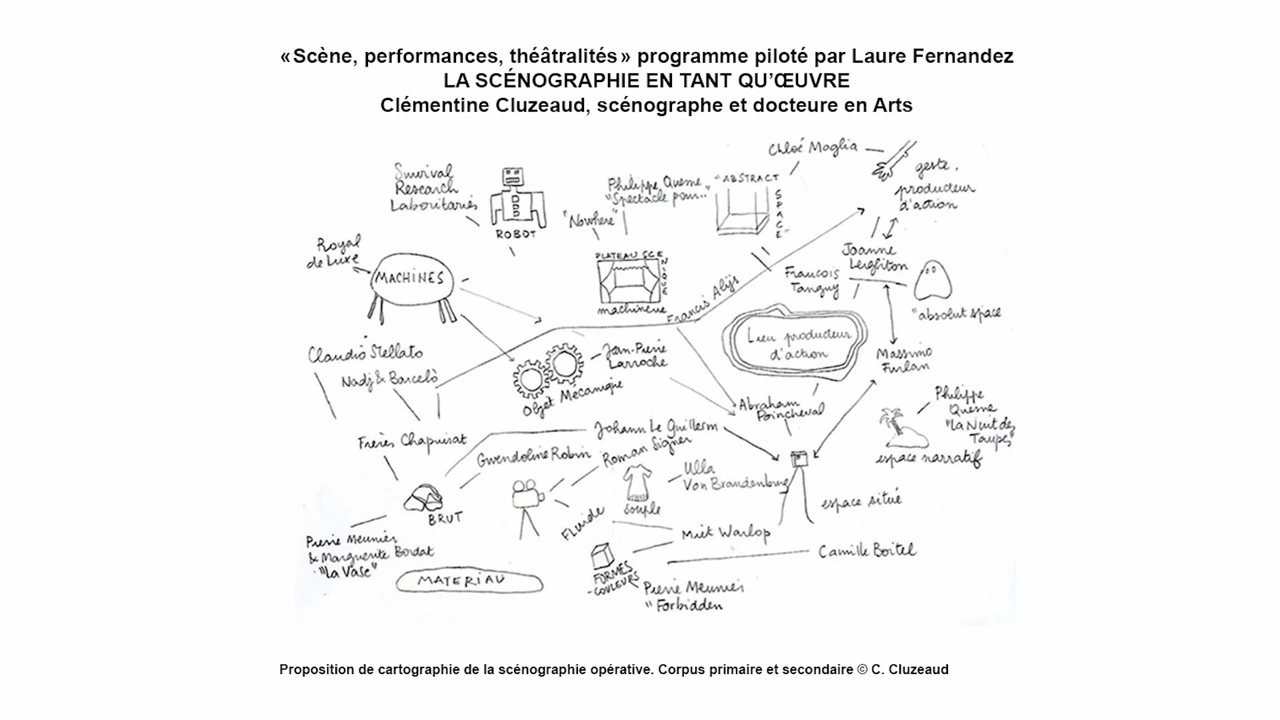 «Scène, performances, théâtralités» programme piloté par Laure Fernandez
LA SCÉNOGRAPHIE EN TANT QU'ŒUVRE
Clémentine Cluzeaud, scénographe et docteure en Arts
Chloé Moglia
geste.
producteur
d'action
Survival
Research
Laboritaries
ROBOT
Philippe Quesne
"Spectacle pour..
"Nowhere"
"ABSTRACT
SPACE"
Royal
de Luxe
MACHINES
PLATEAU SCENIQUE
machinerie
Francis Alijs
Joanne
Leighton
François
Tanguy
"absolut space
Lieu producteur
d'action
Massimo
Furlan
Claudio Stellato
Nadj & Barcelò
Jean-Pierre
Larroche
Objet Mécanique
Abraham
Poincheval
Philippe
Quesne
"La Nuit des
Taupes"
espace narratif
Frères Chapuisat
Johann Le Guillerm
Roman Signer
Gwendoline Robin
Ulla
Von Brandenburg
souple
BRUT
FLuide
espace situé
Pierre Meunier
& Marguerite Bordat
"La Vase"
MATERIAU
Miet Warlop
Camille Boitel
FORMES
-COULEURS
Pierre Meunier
"Forbidden
Proposition de cartographie de la scénographie opérative. Corpus primaire et secondaire © C. Cluzeaud